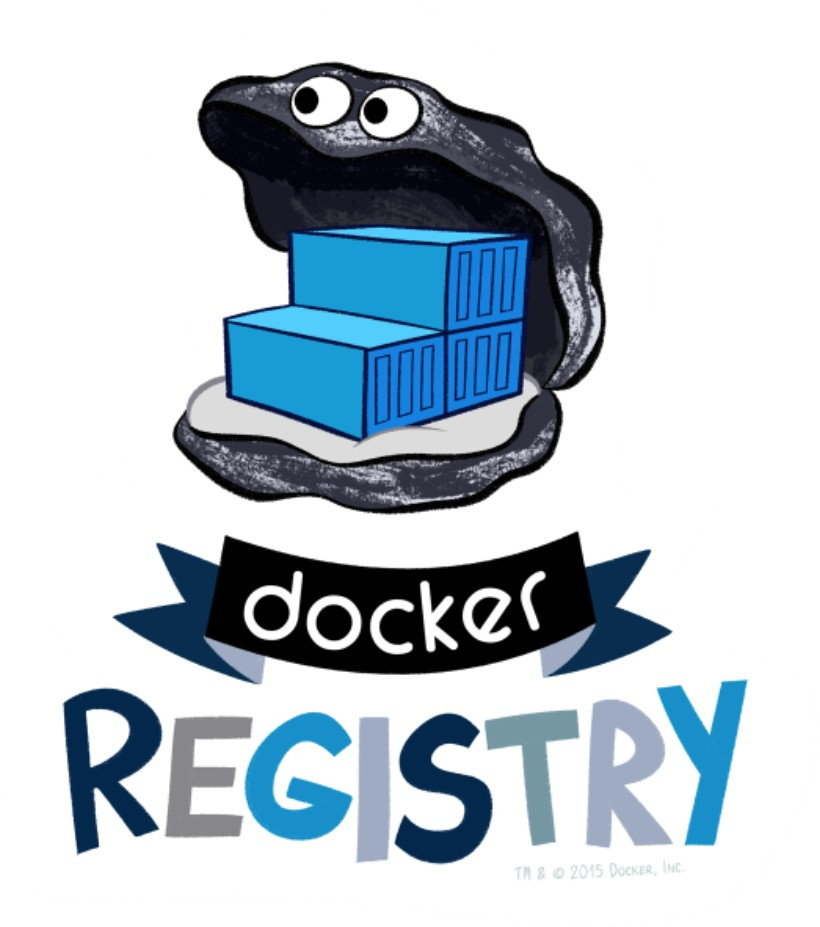 docker
REGISTRY
TM & © 2015 DOCKER, INC.